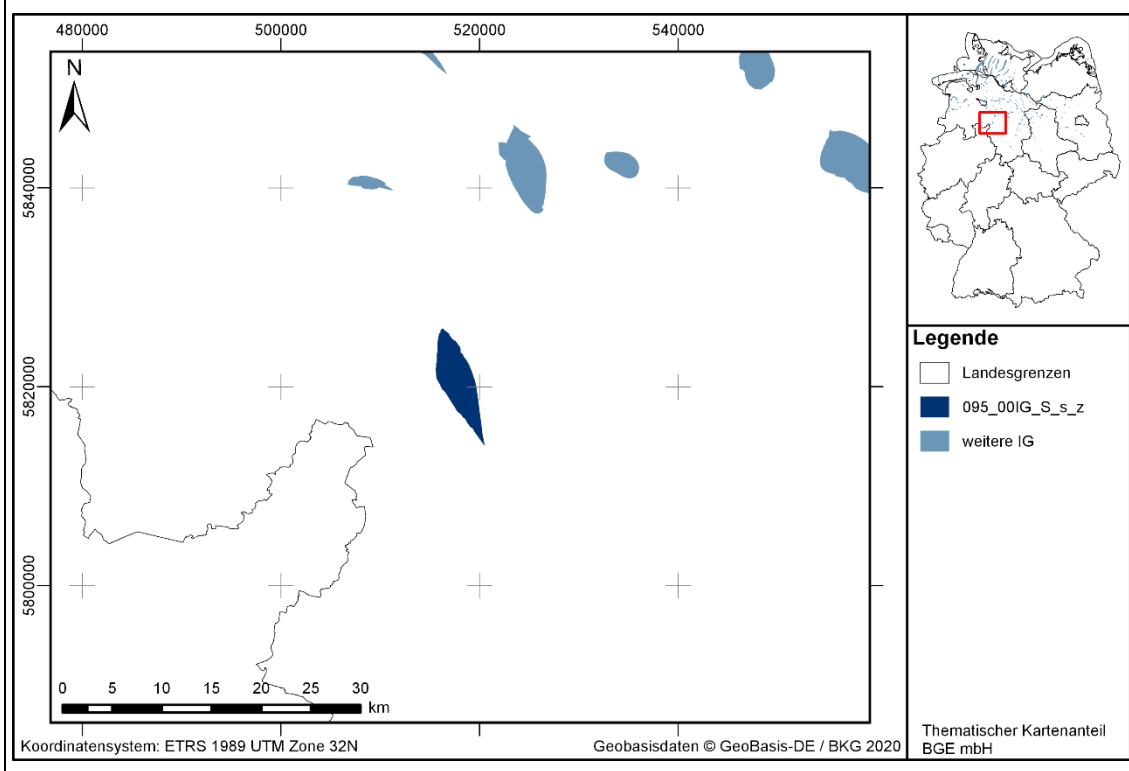 480000 500000 520000 540000
N
5840000
5820000
5800000
0 5 10 15 20 25 30
km
Koordinatensystem: ETRS 1989 UTM Zone 32N
Geobasisdaten © GeoBasis-DE / BKG 2020
Legende
Landesgrenzen
095_00IG_S_s_z
weitere IG
Thematischer Kartenanteil
BGE mbH